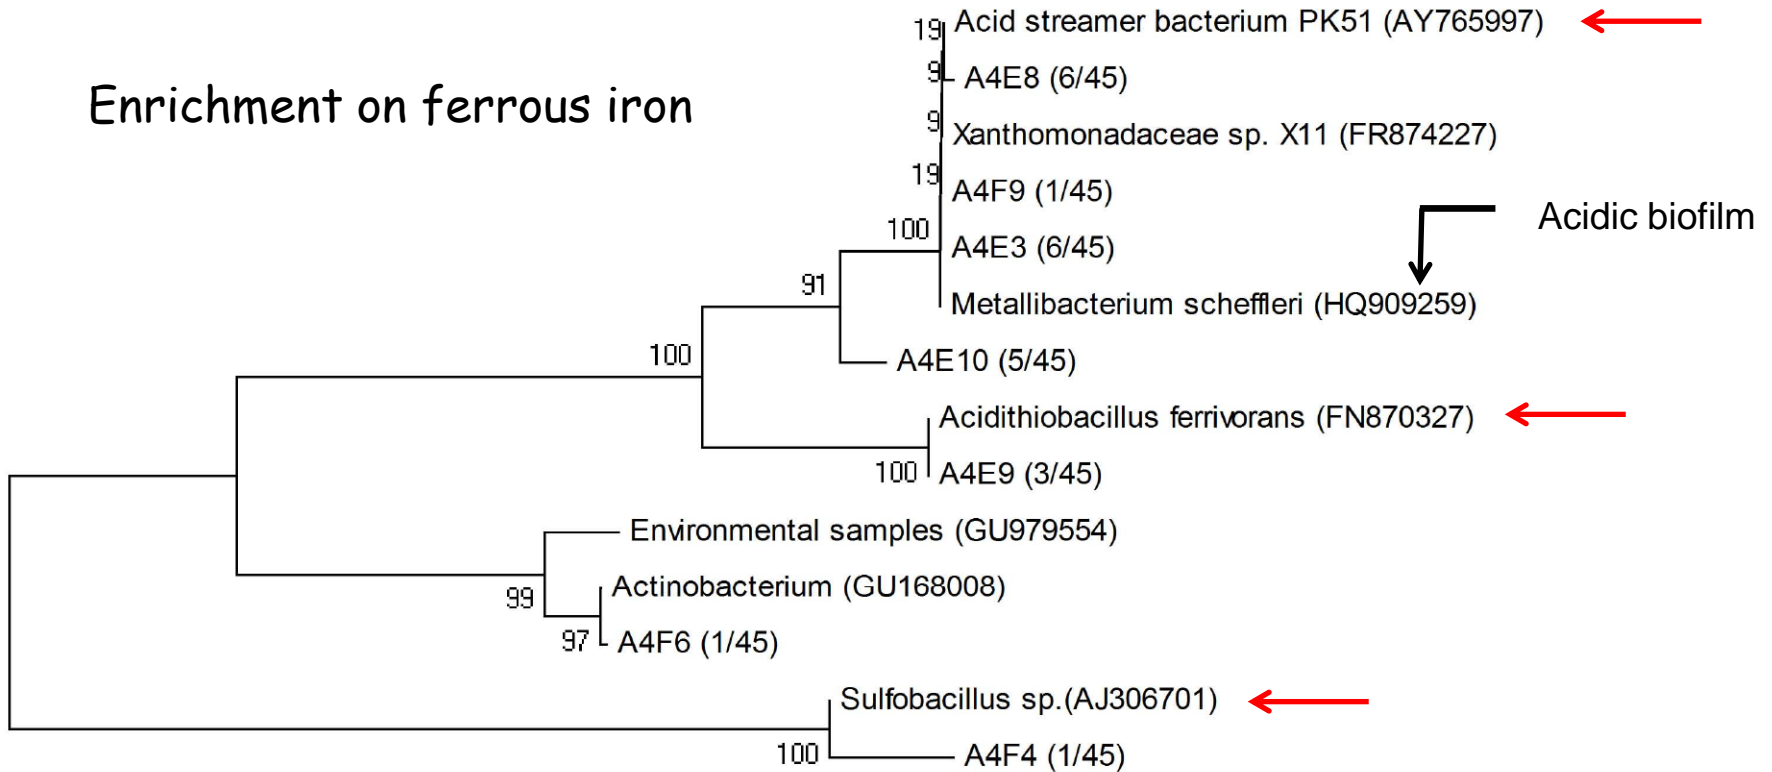 Enrichment on ferrous iron
19
Acid streamer bacterium PK51 (AY765997)
9
A4E8 (6/45)
9
Xanthomonadaceae sp. X11 (FR874227)
19
A4F9 (1/45)
100
A4E3 (6/45)
Acidic biofilm
91
Metallibacterium scheffleri (HQ909259)
100
A4E10 (5/45)
Acidithiobacillus ferrivorans (FN870327)
100
A4E9 (3/45)
Environmental samples (GU979554)
99
Actinobacterium (GU168008)
97
A4F6 (1/45)
Sulfobacillus sp.(AJ306701)
100
A4F4 (1/45)